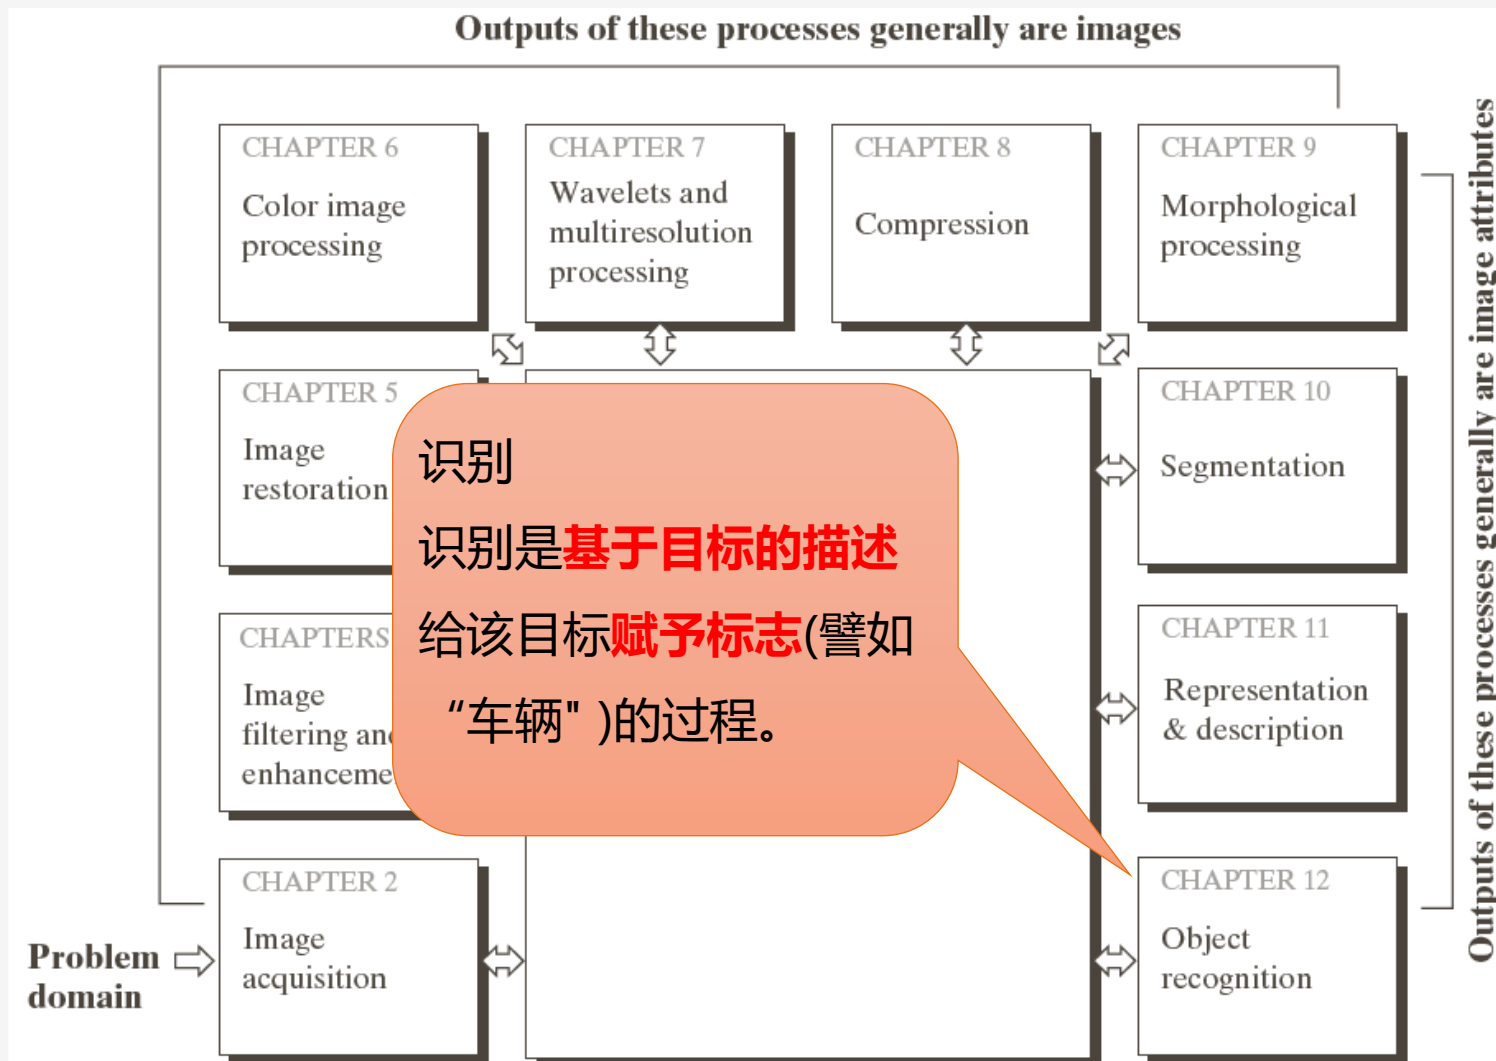 Outputs of these processes generally are images
CHAPTER 6
Color image
processing
CHAPTER 7
Wavelets and
multiresolution
processing
CHAPTER 8
Compression
CHAPTER 9
Morphological
processing
CHAPTER 5
Image
restoration
CHAPTERS
Image
filtering and
CHAPTER 2
Image
acquisition
Problem
domain
识别
识别是基于目标的描述
给该目标赋予标志(譬如
“车辆")的过程。
CHAPTER 10
Segmentation
CHAPTER 11
Representation
& description
CHAPTER 12
Object
recognition
Outputs of these processes generally are image attributes